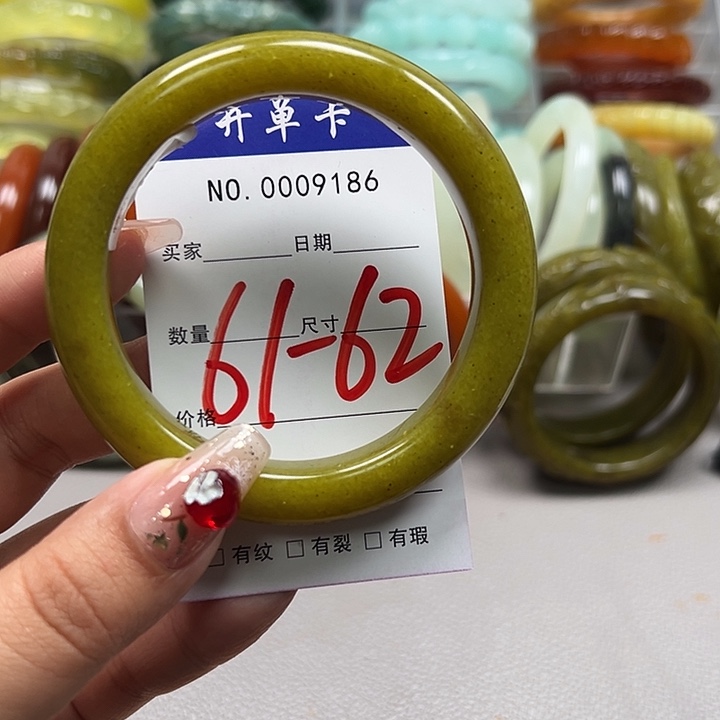 开单卡
NO. 0009186
买家 日期
数量 尺寸
61-62
价格
有纹 有裂 有瑕